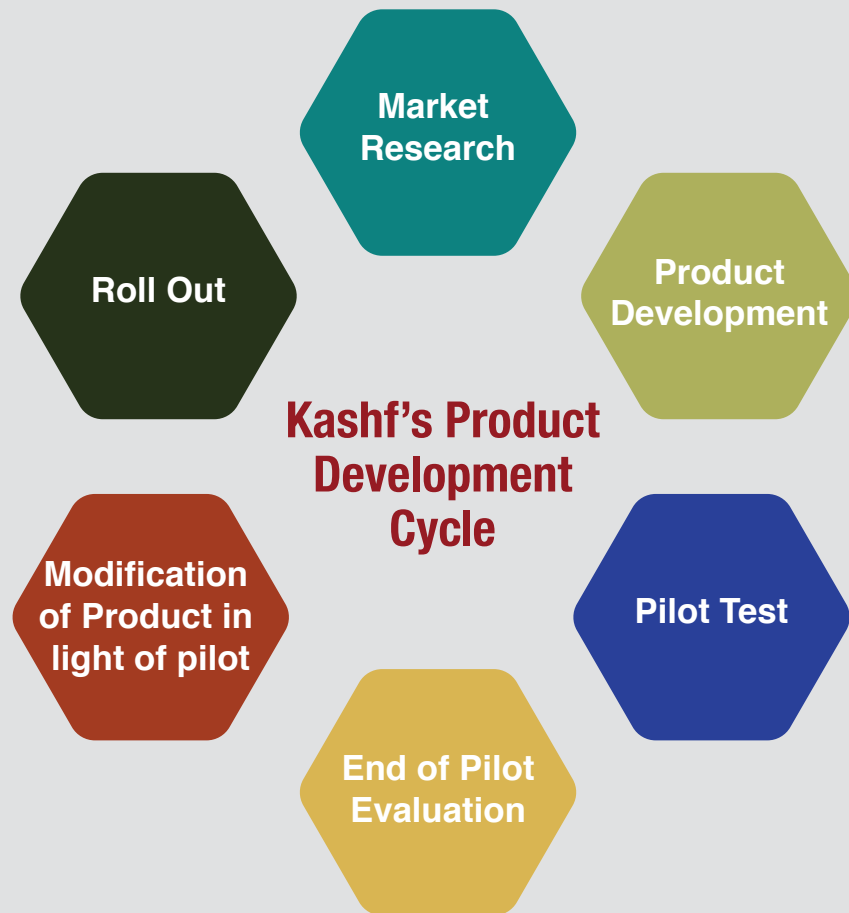 Market
Research
Product
Development
Pilot Test
End of Pilot
Evaluation
Modification
of Product in
light of pilot
Roll Out
Kashf’s Product
Development
Cycle